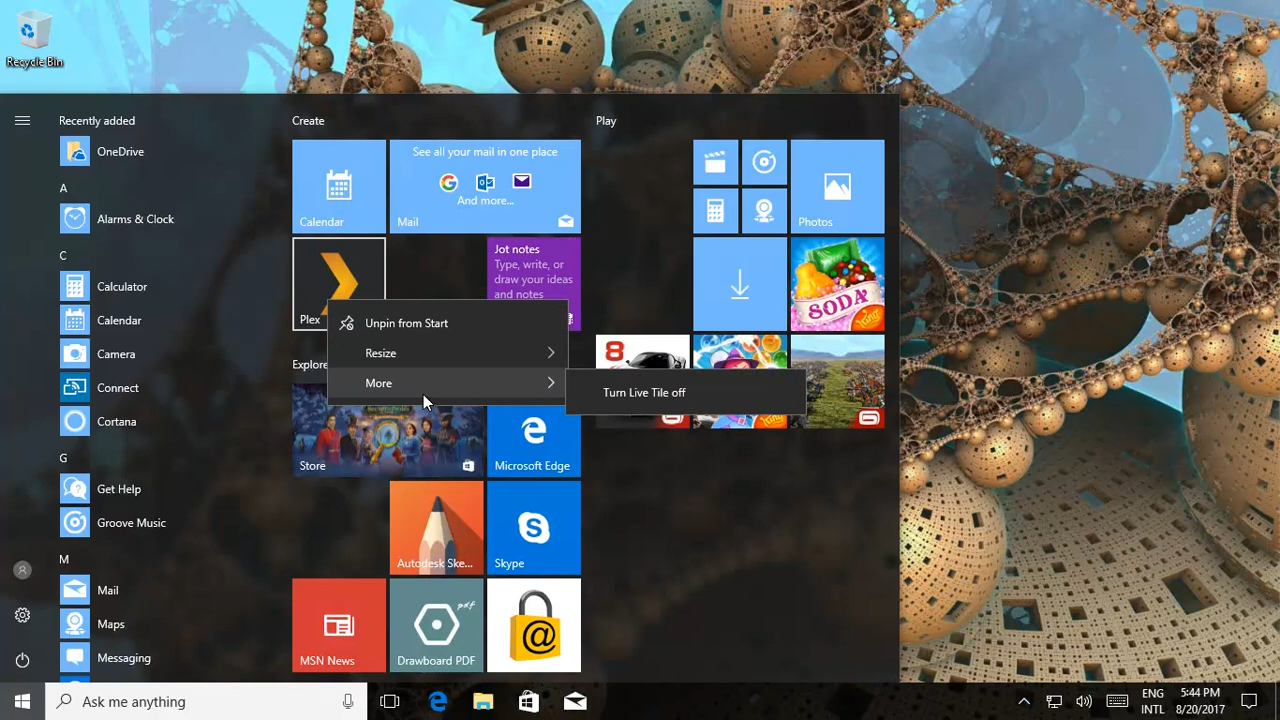 Recycle Bin
Recently added
OneDrive
A
Alarms & Clock
C
Calculator
Calendar
Camera
Connect
Cortana
G
Get Help
Groove Music
M
Mail
Maps
Messaging
Create
Calendar
See all your mail in one place
And more...
Mail
Plex
Jot notes
Type, write, or
draw your ideas
and notes
Unpin from Start
Resize
More
Turn Live Tile off
Explore
Store
Microsoft Edge
Autodesk Ske...
Skype
MSN News
pdf
Drawboard PDF
@
Play
Photos
SODA
King
8
Ask me anything
ENG
INTL
5:44 PM
8/20/2017